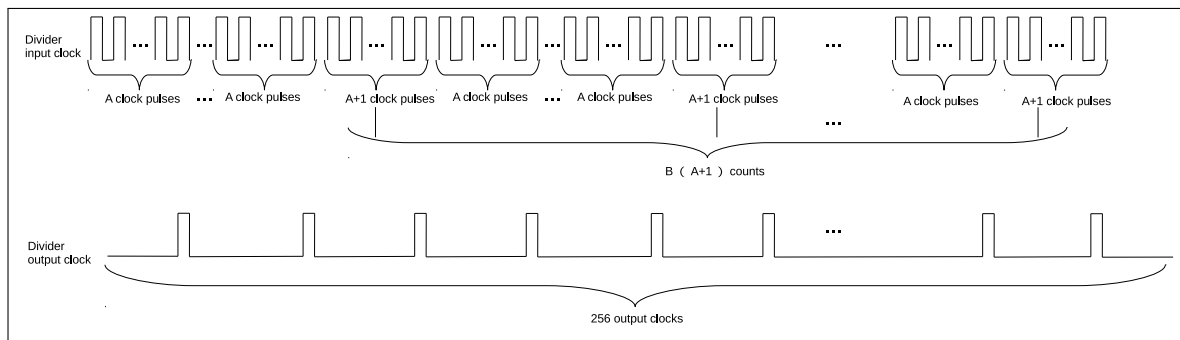 Divider
input clock
...
...
...
...
...
...
...
...
...
...
...
A clock pulses
...
A clock pulses
A+1 clock pulses
A clock pulses
...
A clock pulses
A+1 clock pulses
A clock pulses
A+1 clock pulses
...
B ( A+1 ) counts
Divider
output clock
...
256 output clocks